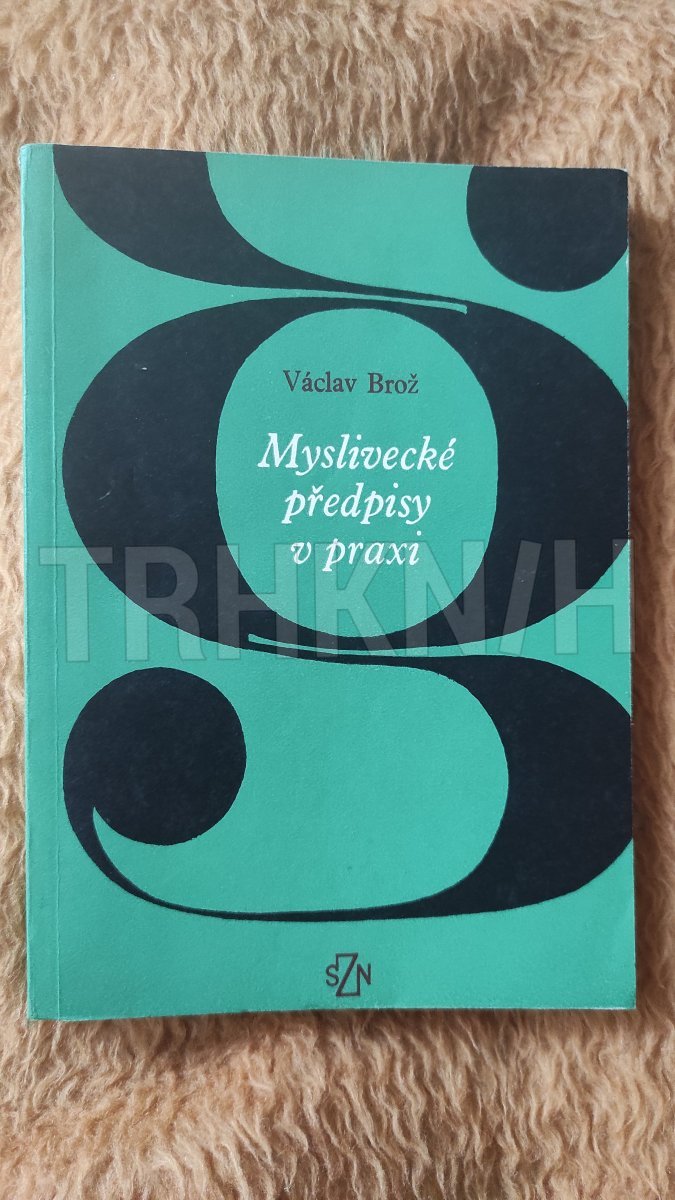 Václav Brož
Myslivecké
předpisy
v praxi
TRHKNIH
SZN